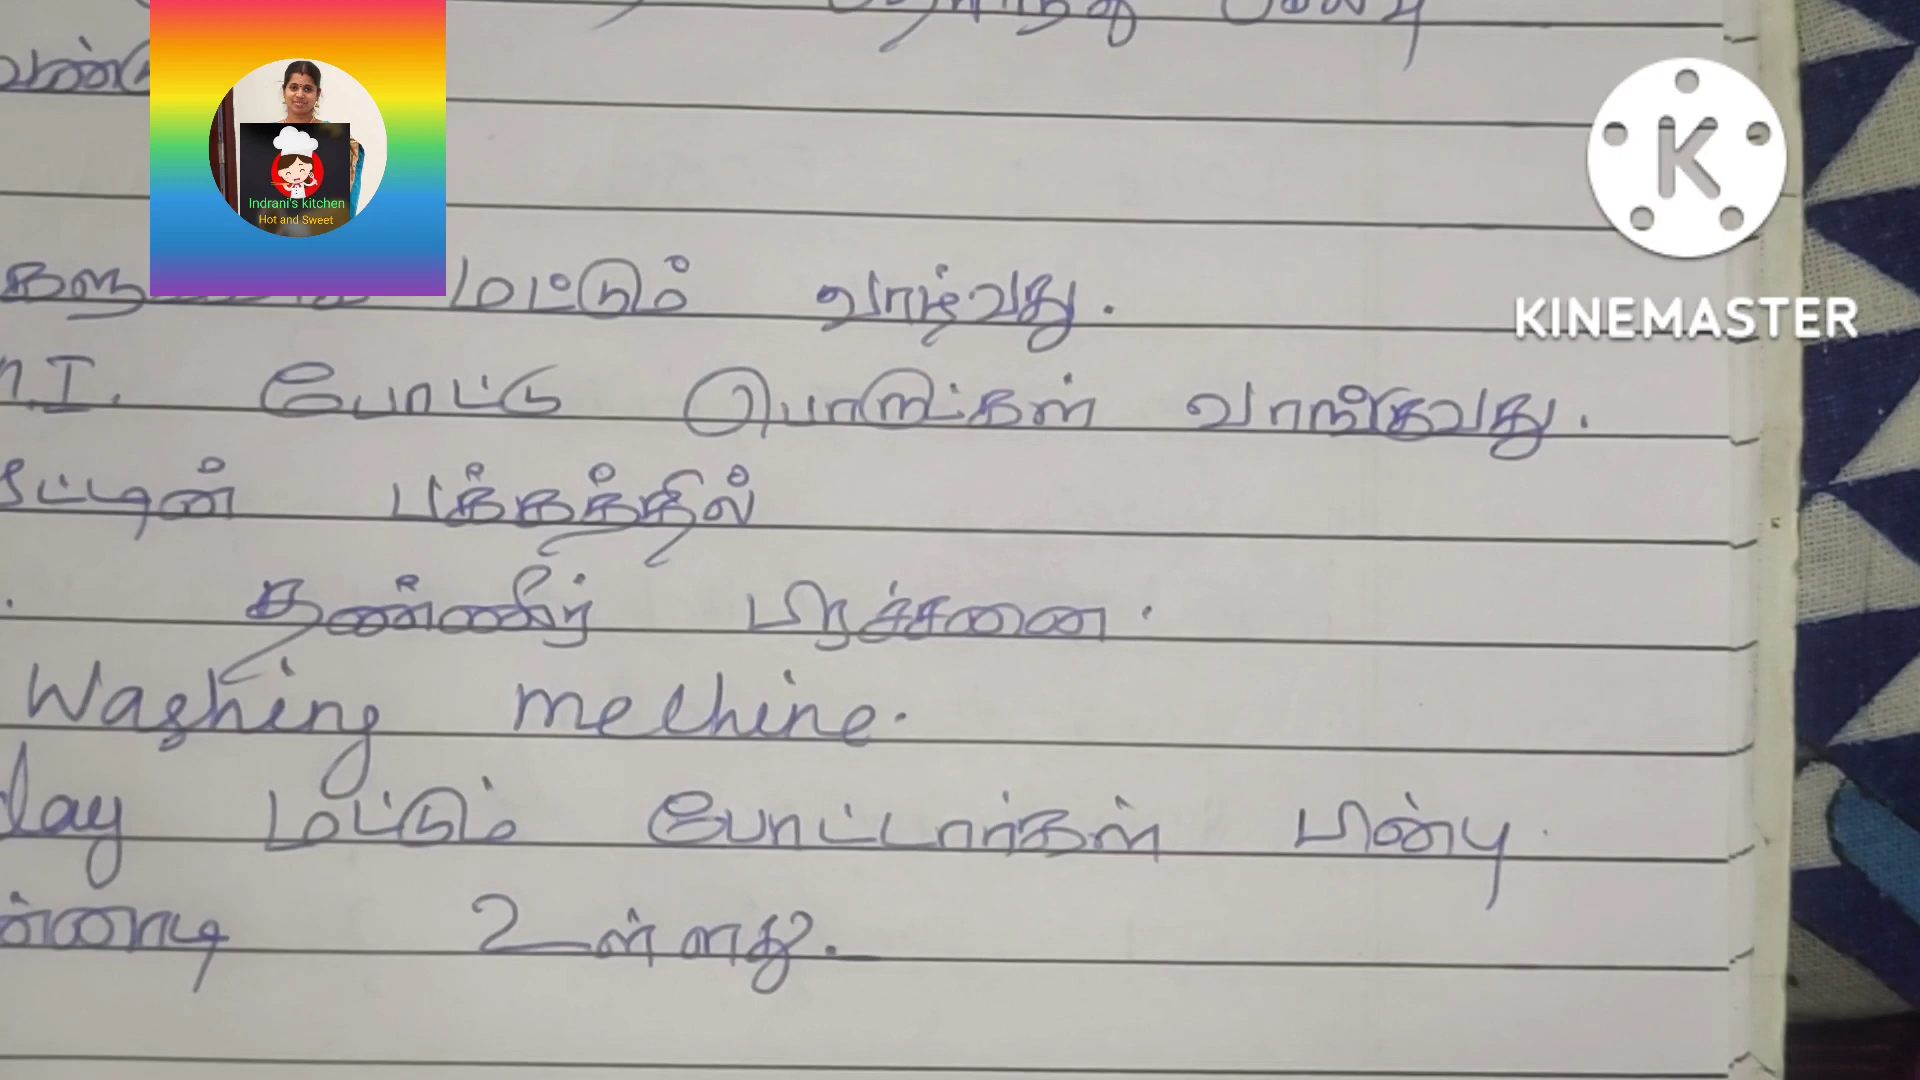 Indrani's kitchen
Hot and Sweet
KINEMASTER
மட்டும் வாழ்வது.
போட்டு பொருட்கள் வாங்குவது.
பக்கத்தில்
தண்ணீர் பிரச்சனை.
Washing mechine.
day மட்டும் போட்டார்கள் பின்பு
உள்ளது.